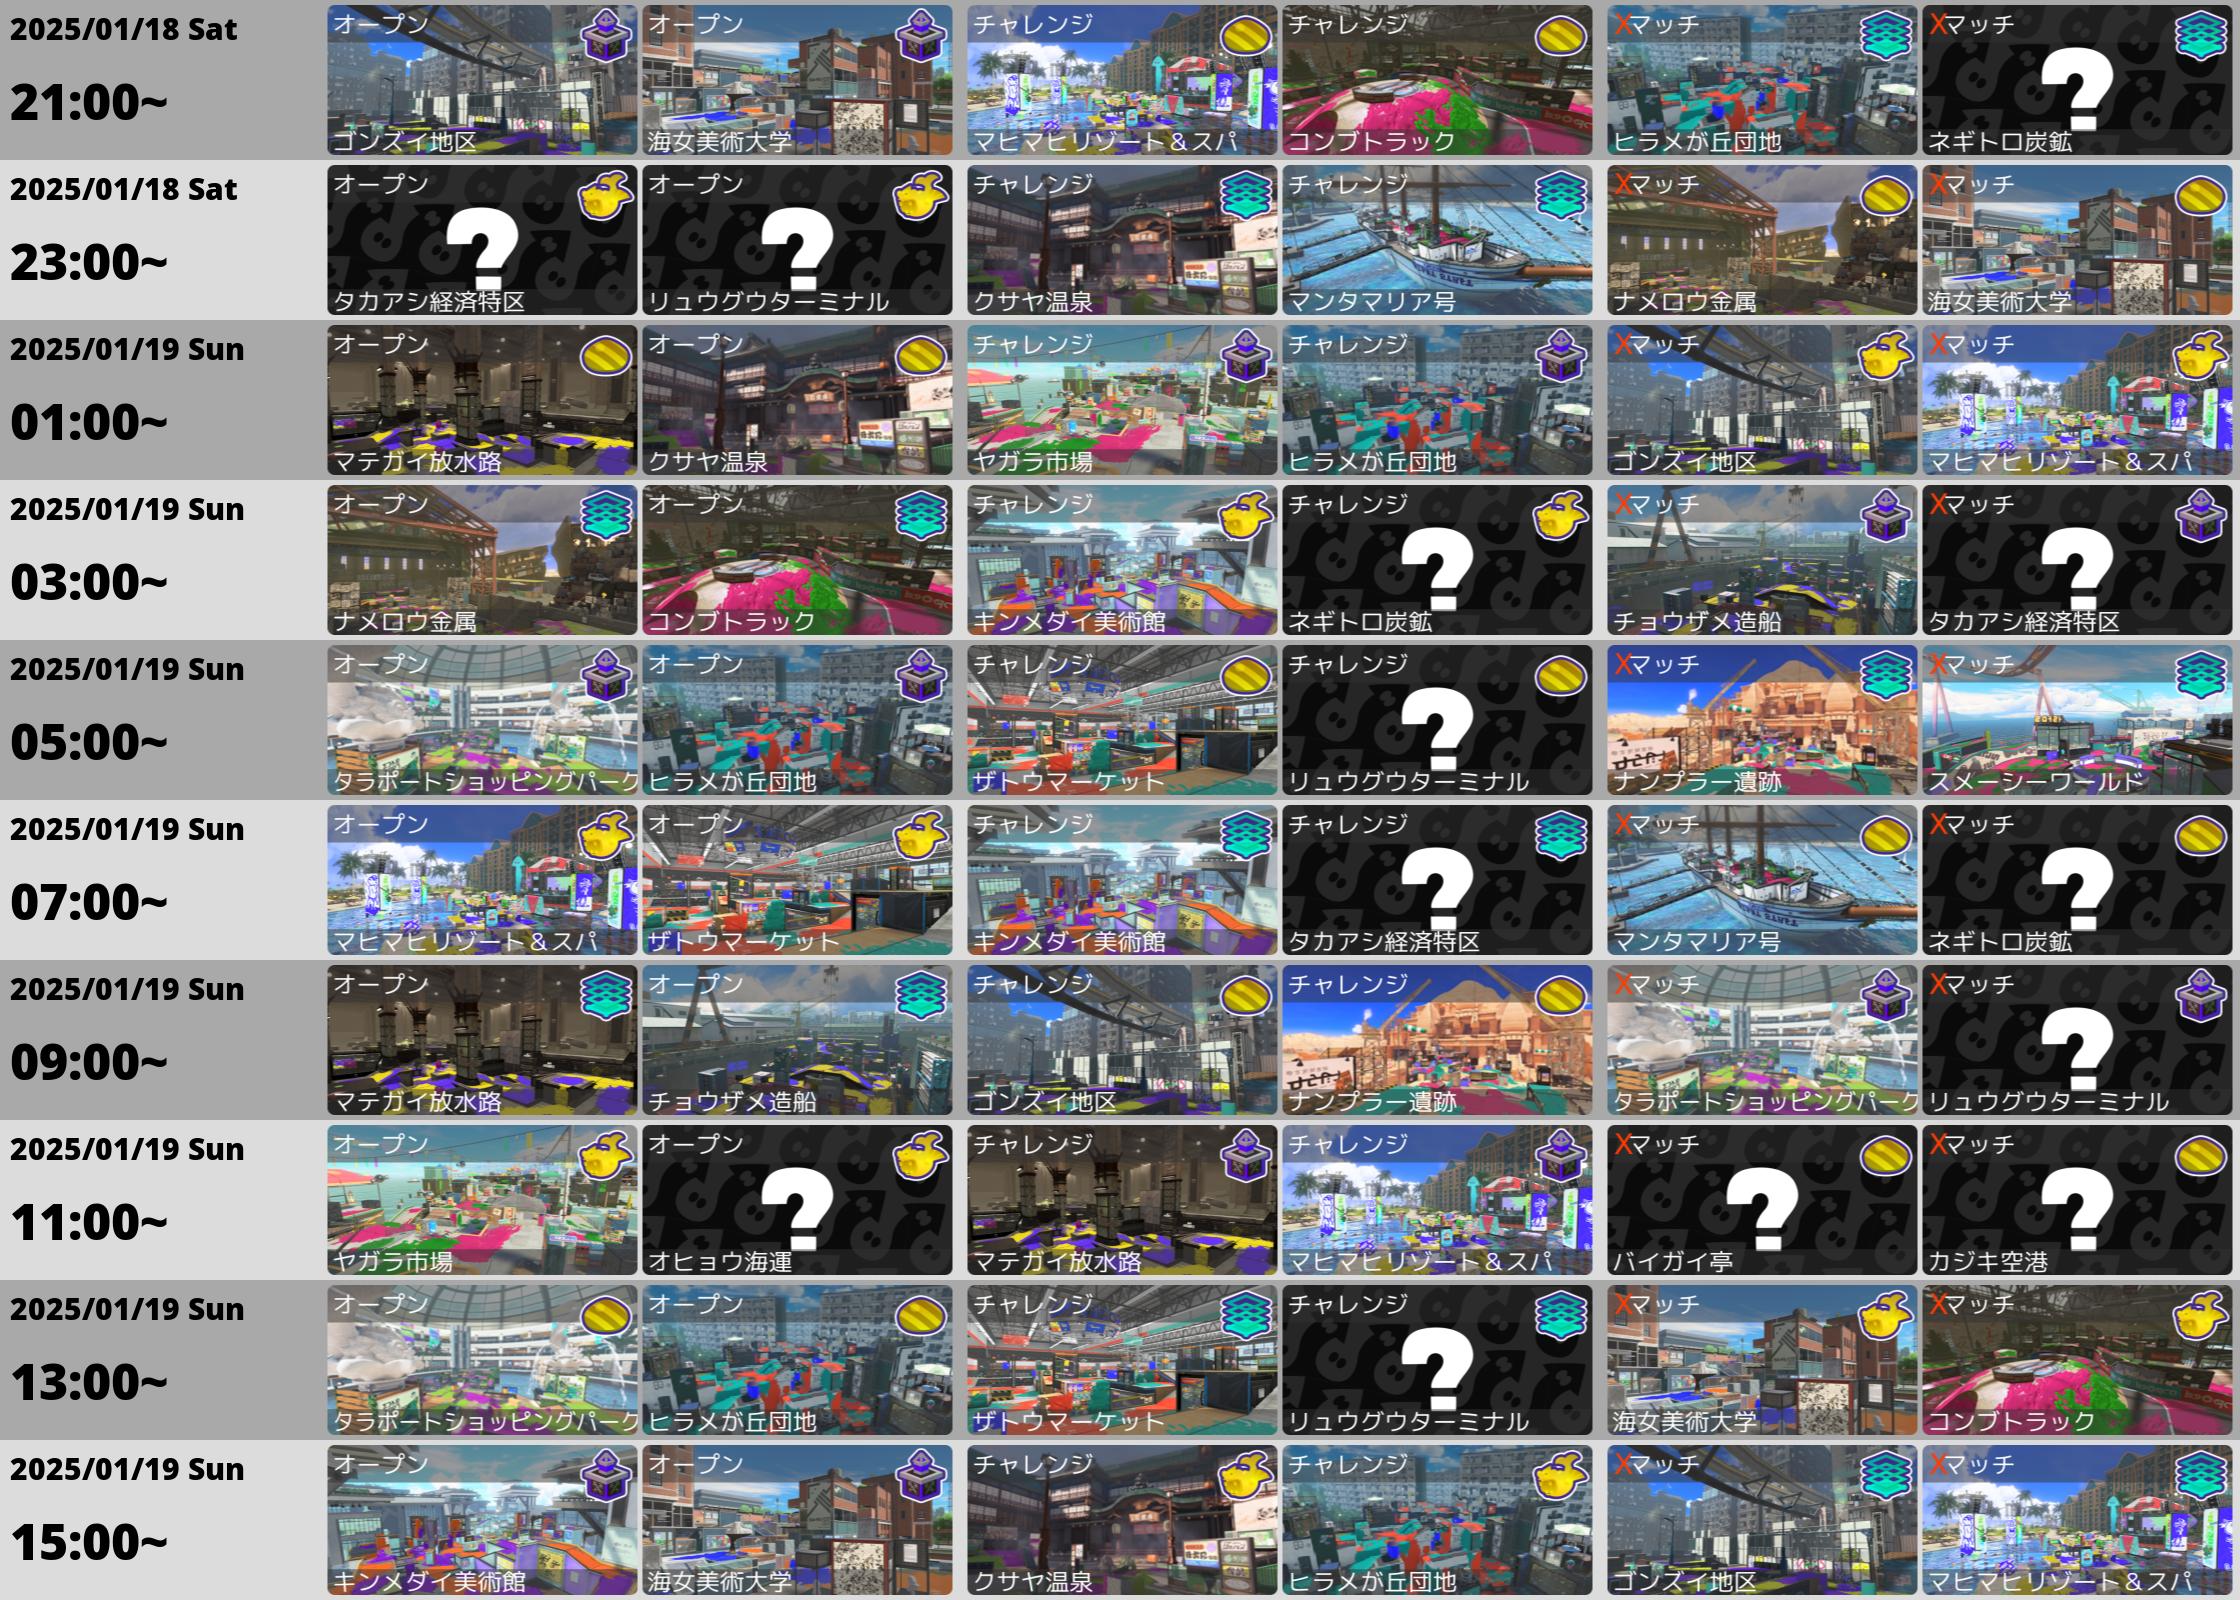 2025/01/18 Sat
21:00~
オープン
ゴンズイ地区
オープン
海女美術大学
チャレンジ
マヒマヒリゾート＆スパ
チャレンジ
コンブトラック
Xマッチ
ヒラメが丘団地
Xマッチ
ネギトロ炭鉱
2025/01/18 Sat
23:00~
オープン
タカアシ経済特区
オープン
リュウグウターミナル
チャレンジ
クサヤ温泉
チャレンジ
マンタマリア号
Xマッチ
ナメロウ金属
Xマッチ
海女美術大学
2025/01/19 Sun
01:00~
オープン
マテガイ放水路
オープン
クサヤ温泉
チャレンジ
ヤガラ市場
チャレンジ
ヒラメが丘団地
Xマッチ
ゴンズイ地区
Xマッチ
マヒマヒリゾート＆スパ
2025/01/19 Sun
03:00~
オープン
ナメロウ金属
オープン
コンブトラック
チャレンジ
キンメダイ美術館
チャレンジ
ネギトロ炭鉱
Xマッチ
チョウザメ造船
Xマッチ
タカアシ経済特区
2025/01/19 Sun
05:00~
オープン
タラポートショッピングパーク
オープン
ヒラメが丘団地
チャレンジ
ザトウマーケット
チャレンジ
リュウグウターミナル
Xマッチ
ナンプラー遺跡
Xマッチ
スメーシーワールド
2025/01/19 Sun
07:00~
オープン
マヒマヒリゾート＆スパ
オープン
ザトウマーケット
チャレンジ
キンメダイ美術館
チャレンジ
タカアシ経済特区
Xマッチ
マンタマリア号
Xマッチ
ネギトロ炭鉱
2025/01/19 Sun
09:00~
オープン
マテガイ放水路
オープン
チョウザメ造船
チャレンジ
ゴンズイ地区
チャレンジ
ナンプラー遺跡
Xマッチ
タラポートショッピングパーク
Xマッチ
リュウグウターミナル
2025/01/19 Sun
11:00~
オープン
ヤガラ市場
オープン
オヒョウ海運
チャレンジ
マテガイ放水路
チャレンジ
マヒマヒリゾート＆スパ
Xマッチ
バイガイ亭
Xマッチ
カジキ空港
2025/01/19 Sun
13:00~
オープン
タラポートショッピングパーク
オープン
ヒラメが丘団地
チャレンジ
ザトウマーケット
チャレンジ
リュウグウターミナル
Xマッチ
海女美術大学
Xマッチ
コンブトラック
2025/01/19 Sun
15:00~
オープン
キンメダイ美術館
オープン
海女美術大学
チャレンジ
クサヤ温泉
チャレンジ
ヒラメが丘団地
Xマッチ
ゴンズイ地区
Xマッチ
マヒマヒリゾート＆スパ